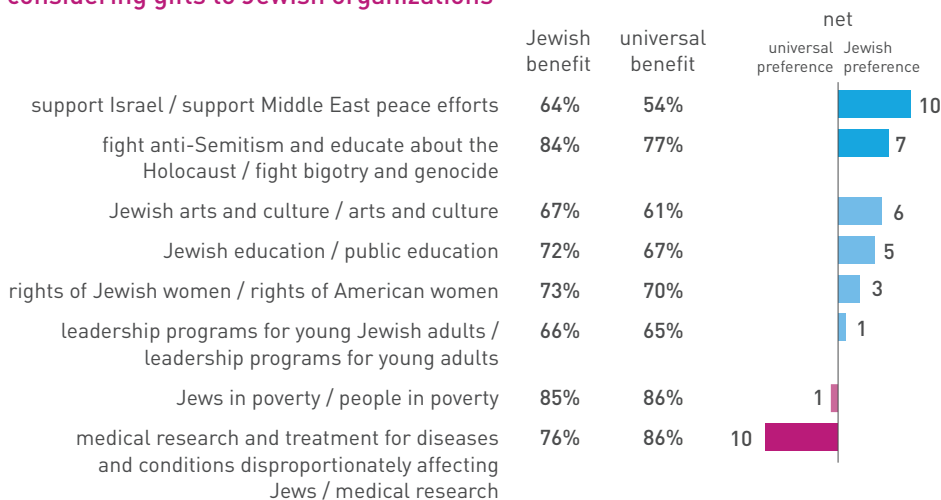 considering gifts to Jewish organizations
net
Jewish benefit
universal benefit
universal preference
Jewish preference
support Israel / support Middle East peace efforts 64% 54% 10
fight anti-Semitism and educate about the 84% 77% 7
Holocaust / fight bigotry and genocide
Jewish arts and culture / arts and culture 67% 61% 6
Jewish education / public education 72% 67% 5
rights of Jewish women / rights of American women 73% 70% 3
leadership programs for young Jewish adults / 66% 65% 1
leadership programs for young adults
Jews in poverty / people in poverty 85% 86% 1
medical research and treatment for diseases 76% 86% 10
and conditions disproportionately affecting
Jews / medical research